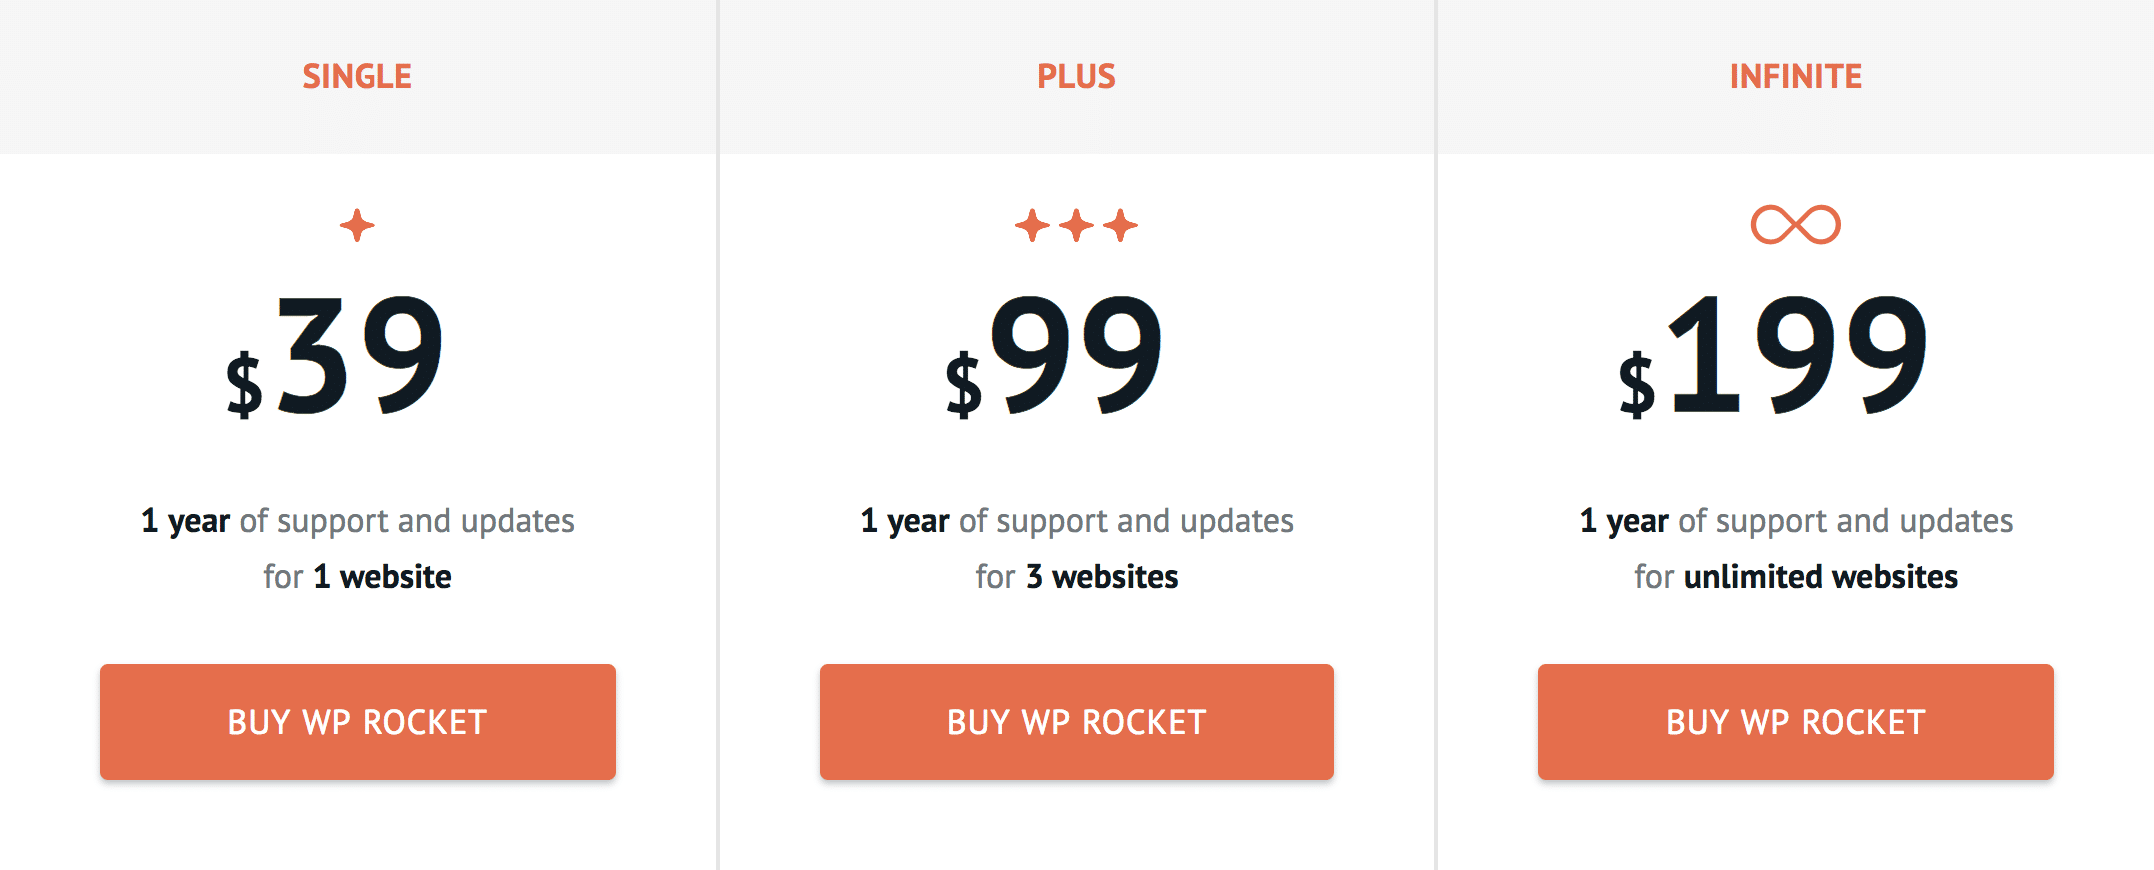 SINGLE
$39
1 year of support and updates
for 1 website
BUY WP ROCKET
PLUS
$99
1 year of support and updates
for 3 websites
BUY WP ROCKET
INFINITE
$199
1 year of support and updates
for unlimited websites
BUY WP ROCKET